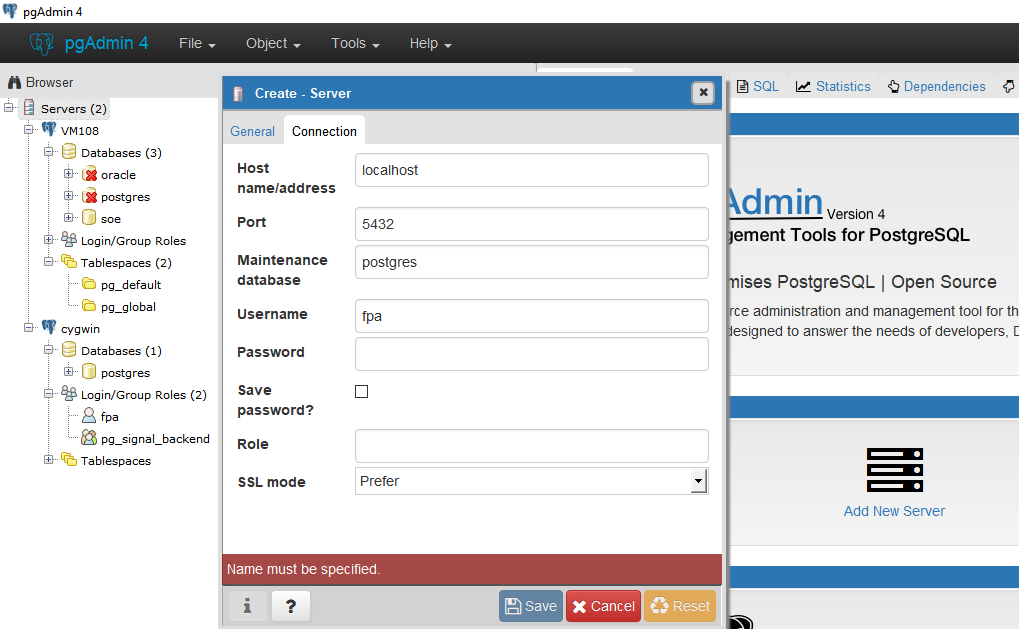 pgAdmin 4
pgAdmin 4 File Object Tools Help
Browser
Servers (2)
VM108
Databases (3)
oracle
postgres
soe
Login/Group Roles
Tablespaces (2)
pg_default
pg_global
cygwin
Databases (1)
postgres
Login/Group Roles (2)
fpa
pg_signal_backend
Tablespaces
Create - Server
General Connection
Host name/address
localhost
Port
5432
Maintenance database
postgres
Username
fpa
Password
Save password?
Role
SSL mode
Prefer
Name must be specified.
i ? Save Cancel Reset
SQL Statistics Dependencies
Admin Version 4
gement Tools for PostgreSQL
mises PostgreSQL | Open Source
rce administration and management tool for th
designed to answer the needs of developers, D
Add New Server